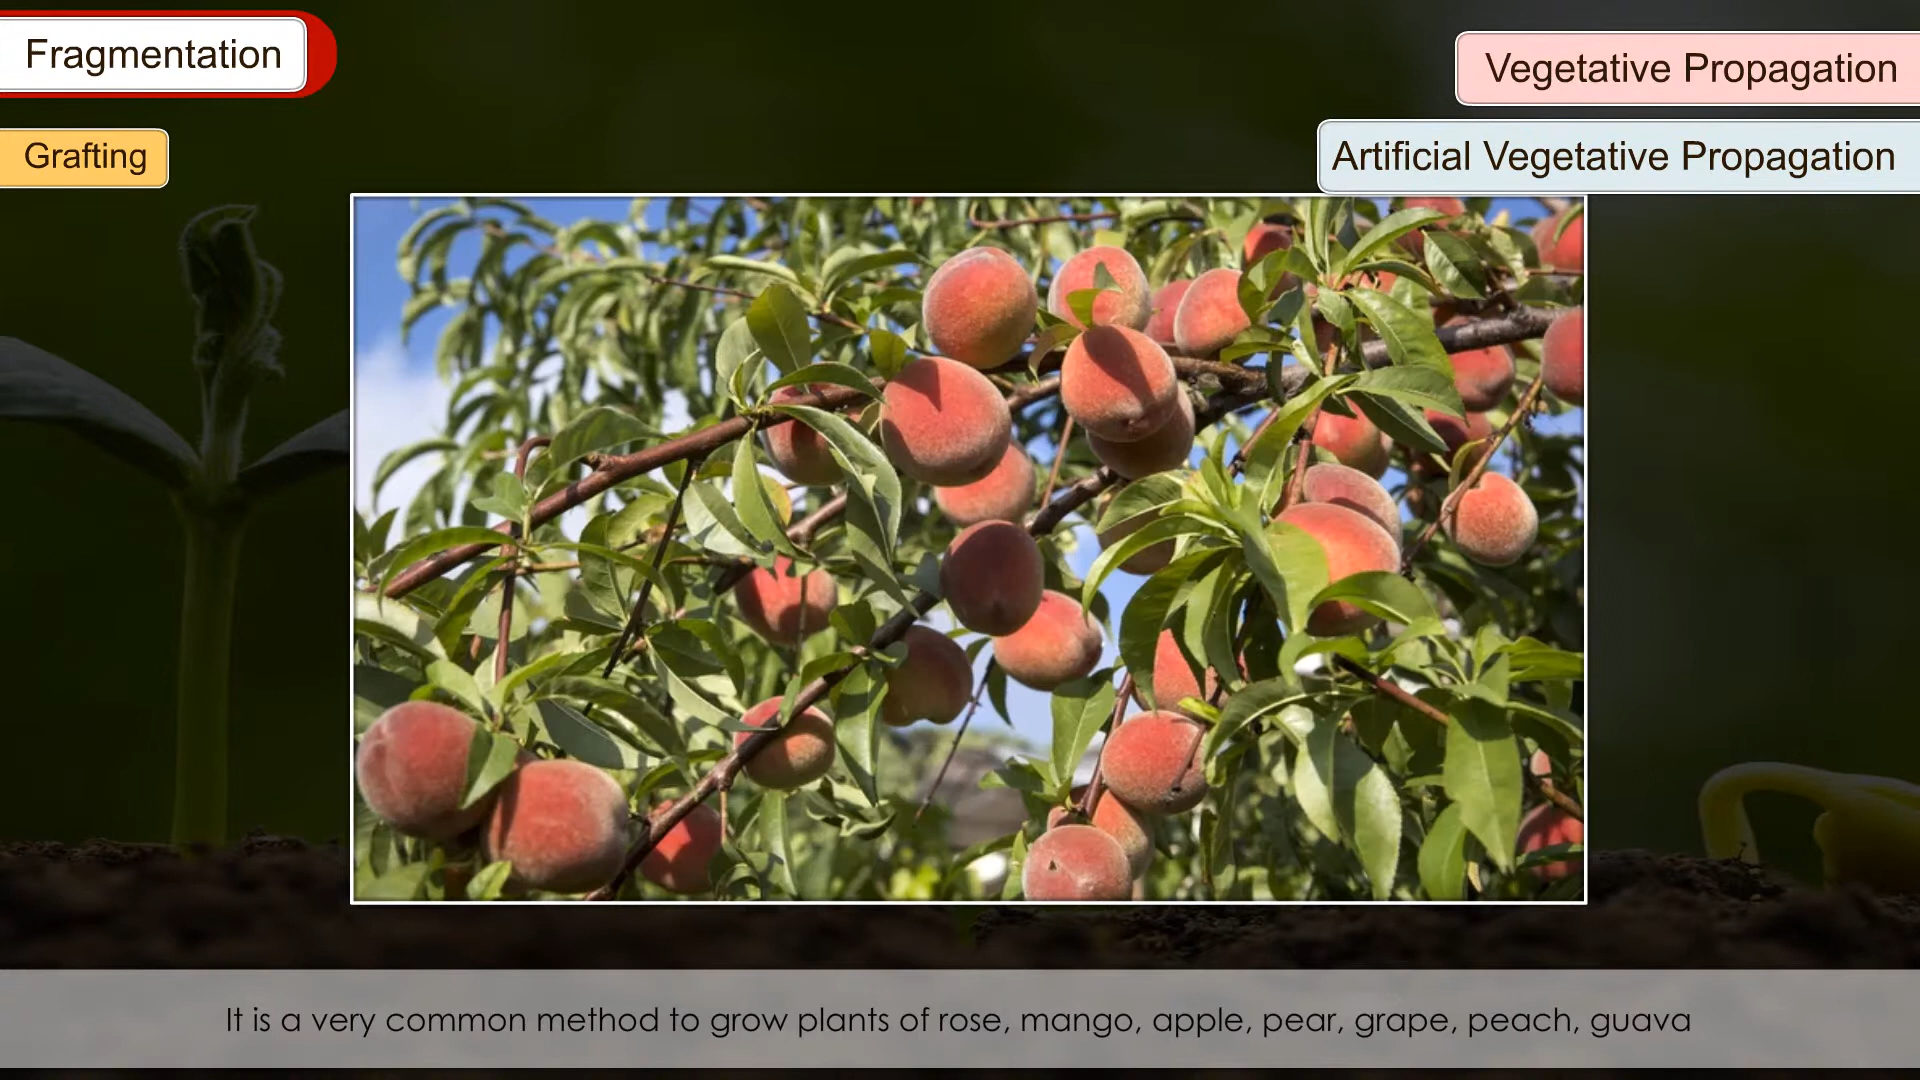 Fragmentation
Vegetative Propagation
Grafting
Artificial Vegetative Propagation
It is a very common method to grow plants of rose, mango, apple, pear, grape, peach, guava